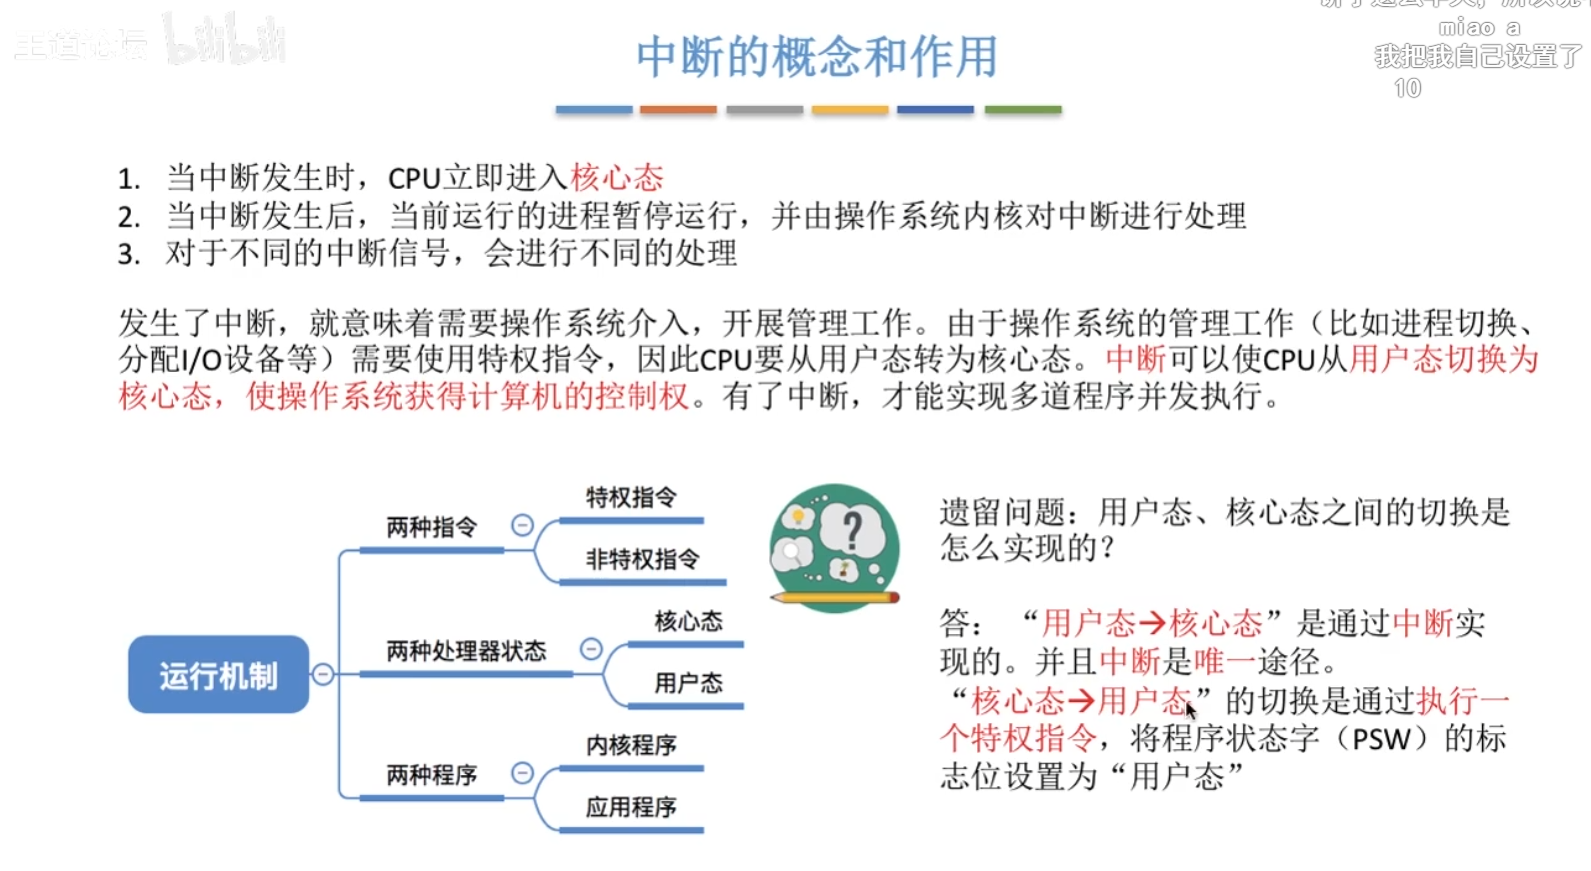 王道论坛 bilibili
miao a
我把我自己设置了
10
中断的概念和作用
1. 当中断发生时，CPU立即进入核心态
2. 当中断发生后，当前运行的进程暂停运行，并由操作系统内核对中断进行处理
3. 对于不同的中断信号，会进行不同的处理
发生了中断，就意味着需要操作系统介入，开展管理工作。由于操作系统的管理工作（比如进程切换、
分配I/O设备等）需要使用特权指令，因此CPU要从用户态转为核心态。中断可以使CPU从用户态切换为
核心态，使操作系统获得计算机的控制权。有了中断，才能实现多道程序并发执行。
运行机制
两种指令
特权指令
非特权指令
两种处理器状态
核心态
用户态
两种程序
内核程序
应用程序
?
遗留问题：用户态、核心态之间的切换是
怎么实现的？
答：“用户态→核心态”是通过中断实
现的。并且中断是唯一途径。
“核心态→用户态”的切换是通过执行一
个特权指令，将程序状态字（PSW）的标
志位设置为“用户态”